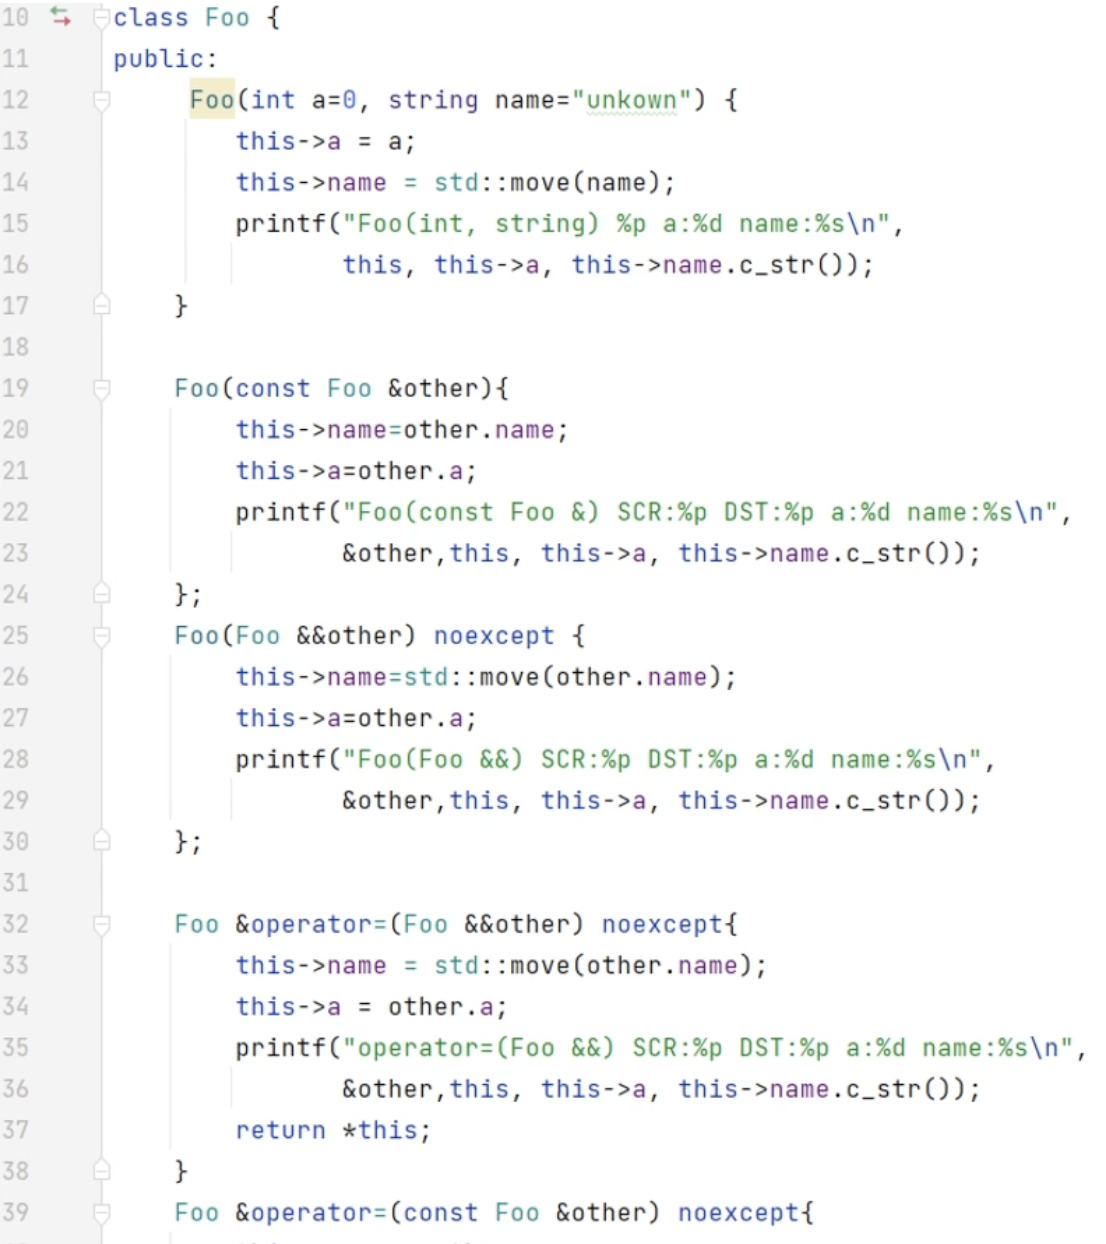 10 class Foo {
11 public:
12 Foo(int a=0, string name="unkown") {
13 this->a = a;
14 this->name = std::move(name);
15 printf("Foo(int, string) %p a:%d name:%s\n",
16 this, this->a, this->name.c_str());
17 }
18
19 Foo(const Foo &other){
20 this->name=other.name;
21 this->a=other.a;
22 printf("Foo(const Foo &) SCR:%p DST:%p a:%d name:%s\n",
23 &other,this, this->a, this->name.c_str());
24 };
25 Foo(Foo &&other) noexcept {
26 this->name=std::move(other.name);
27 this->a=other.a;
28 printf("Foo(Foo &&) SCR:%p DST:%p a:%d name:%s\n",
29 &other,this, this->a, this->name.c_str());
30 };
31
32 Foo &operator=(Foo &&other) noexcept{
33 this->name = std::move(other.name);
34 this->a = other.a;
35 printf("operator=(Foo &&) SCR:%p DST:%p a:%d name:%s\n",
36 &other,this, this->a, this->name.c_str());
37 return *this;
38 }
39 Foo &operator=(const Foo &other) noexcept{